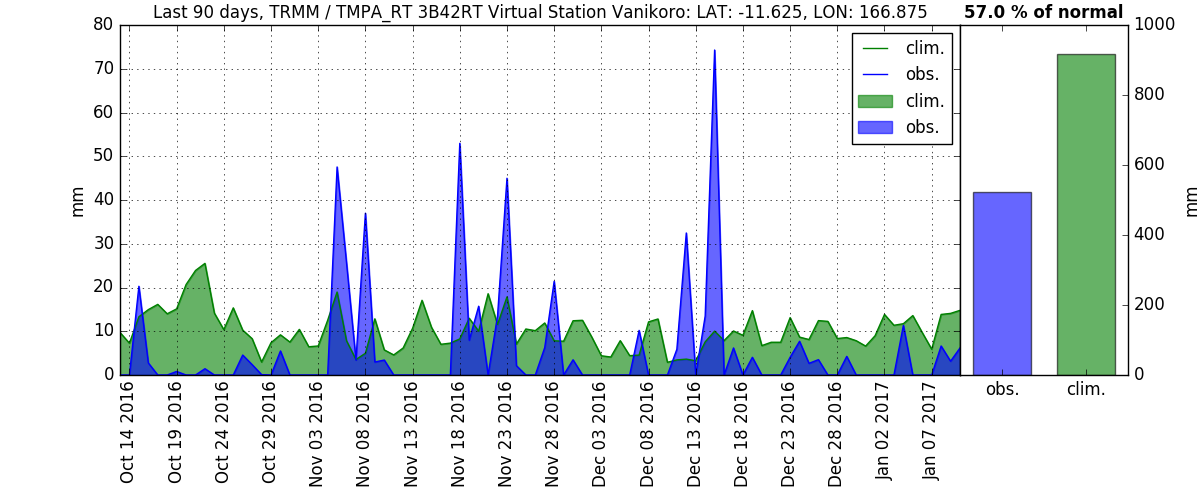 Last 90 days, TRMM / TMPA_RT 3B42RT Virtual Station Vanikoro: LAT: -11.625, LON: 166.875
57.0 % of normal
80
70
60
50
40
30
20
10
0
mm
clim.
obs.
clim.
obs.
Oct 14 2016
Oct 19 2016
Oct 24 2016
Oct 29 2016
Nov 03 2016
Nov 08 2016
Nov 13 2016
Nov 18 2016
Nov 23 2016
Nov 28 2016
Dec 03 2016
Dec 08 2016
Dec 13 2016
Dec 18 2016
Dec 23 2016
Dec 28 2016
Jan 02 2017
Jan 07 2017
1000
800
600
400
200
0
mm
obs.
clim.